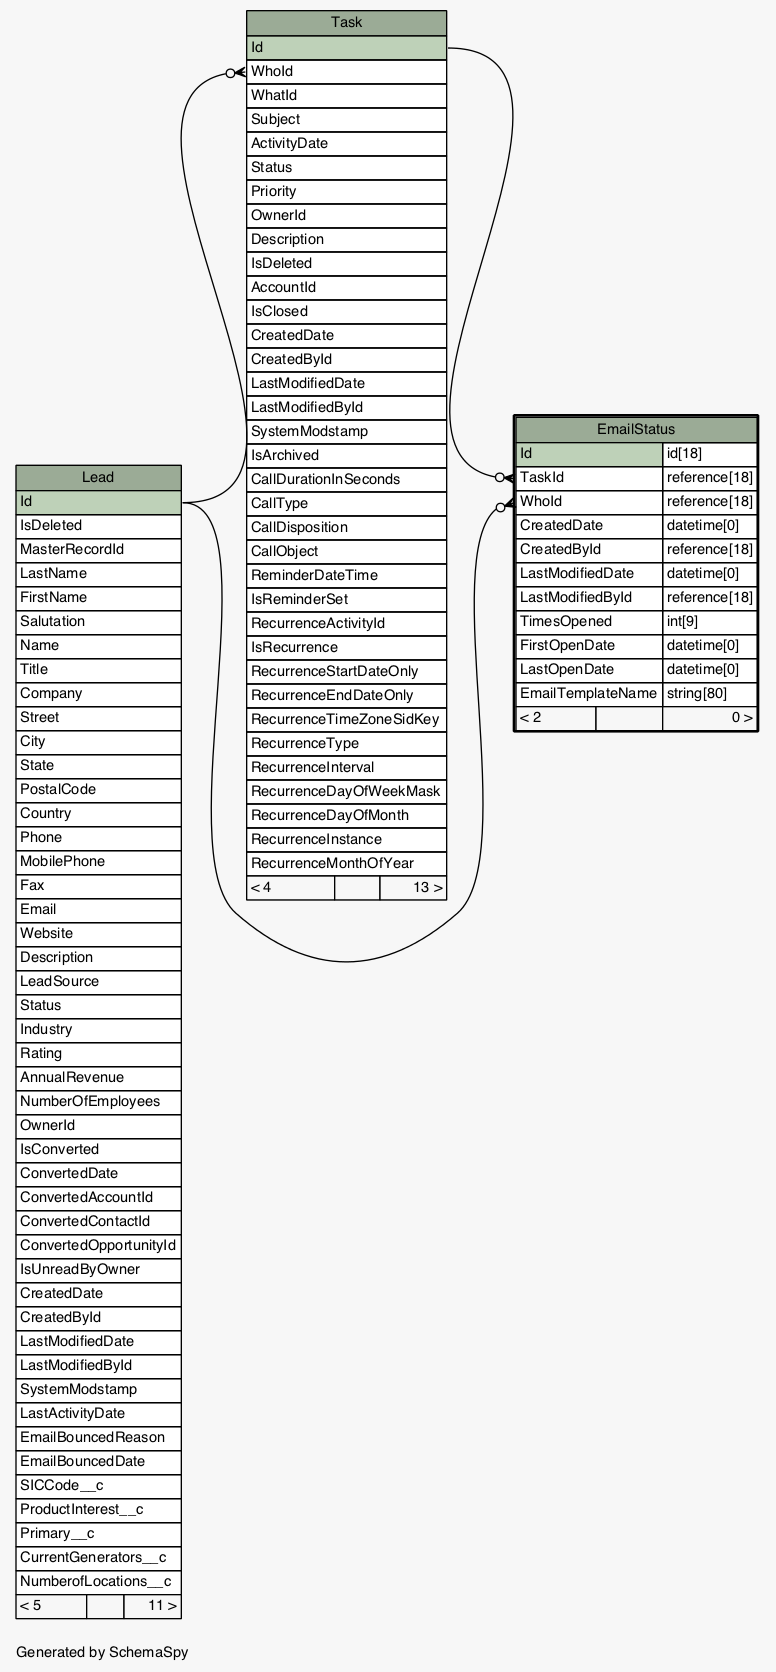 Task
Id
WhoId
WhatId
Subject
ActivityDate
Status
Priority
OwnerId
Description
IsDeleted
AccountId
IsClosed
CreatedDate
CreatedById
LastModifiedDate
LastModifiedById
SystemModstamp
IsArchived
CallDurationInSeconds
CallType
CallDisposition
CallObject
ReminderDateTime
IsReminderSet
RecurrenceActivityId
IsRecurrence
RecurrenceStartDateOnly
RecurrenceEndDateOnly
RecurrenceTimeZoneSidKey
RecurrenceType
RecurrenceInterval
RecurrenceDayOfWeekMask
RecurrenceDayOfMonth
RecurrenceInstance
RecurrenceMonthOfYear
< 4 13 >
EmailStatus
Id id[18]
TaskId reference[18]
WhoId reference[18]
CreatedDate datetime[0]
CreatedById reference[18]
LastModifiedDate datetime[0]
LastModifiedById reference[18]
TimesOpened int[9]
FirstOpenDate datetime[0]
LastOpenDate datetime[0]
EmailTemplateName string[80]
< 2 0 >
Lead
Id
IsDeleted
MasterRecordId
LastName
FirstName
Salutation
Name
Title
Company
Street
City
State
PostalCode
Country
Phone
MobilePhone
Fax
Email
Website
Description
LeadSource
Status
Industry
Rating
AnnualRevenue
NumberOfEmployees
OwnerId
IsConverted
ConvertedDate
ConvertedAccountId
ConvertedContactId
ConvertedOpportunityId
IsUnreadByOwner
CreatedDate
CreatedById
LastModifiedDate
LastModifiedById
SystemModstamp
LastActivityDate
EmailBouncedReason
EmailBouncedDate
SICCode__c
ProductInterest__c
Primary__c
CurrentGenerators__c
NumberofLocations__c
< 5 11 >
Generated by SchemaSpy